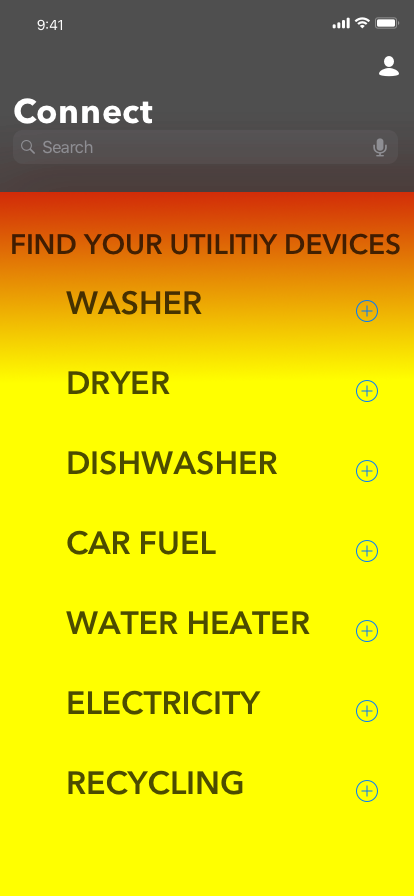 9:41
Connect
Search
FIND YOUR UTILITIY DEVICES
WASHER
DRYER
DISHWASHER
CAR FUEL
WATER HEATER
ELECTRICITY
RECYCLING